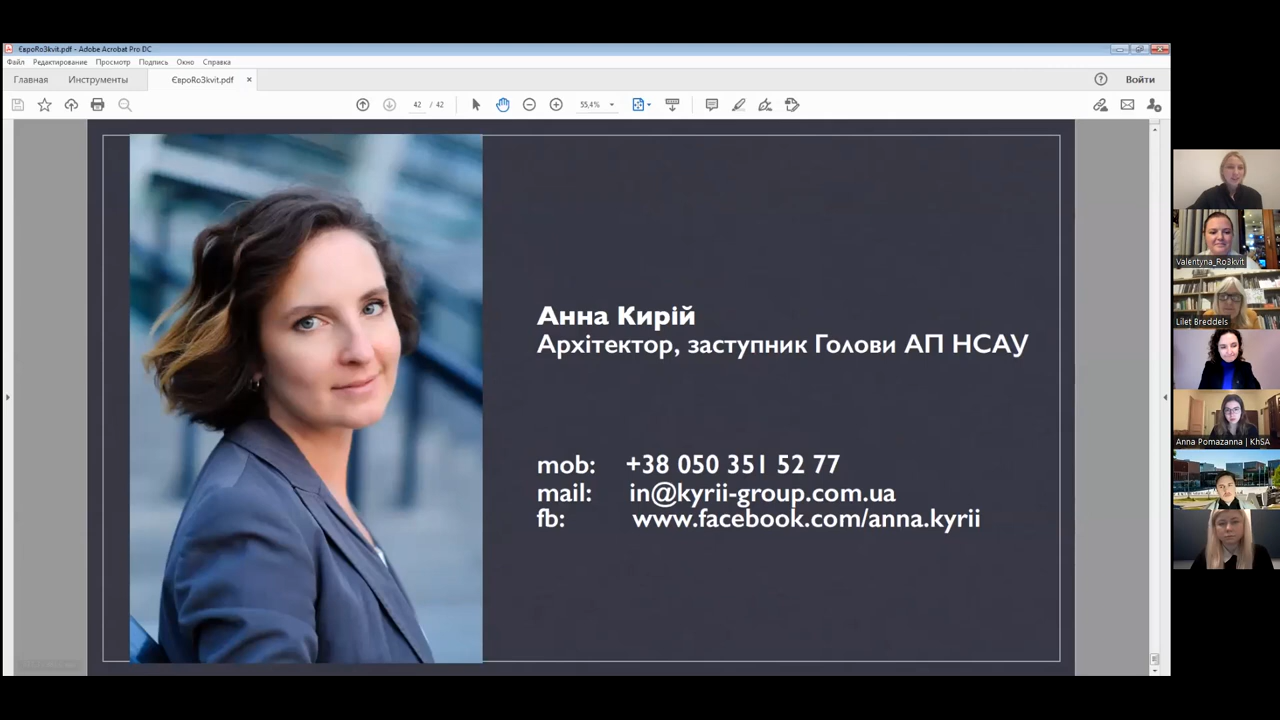 ЄвроRo3kvit.pdf - Adobe Acrobat Pro DC
Файл Редактирование Просмотр Подпись Окно Справка
Главная Инструменты ЄвроRo3kvit.pdf × Войти
42 / 42 55,4%
Анна Кирій
Архітектор, заступник Голови АП НСАУ
mob: +38 050 351 52 77
mail: in@kyrii-group.com.ua
fb: www.facebook.com/anna.kyrii
Valentyna_Ro3kvit
Lilet Breddels
Anna Pomazanna | KhSA